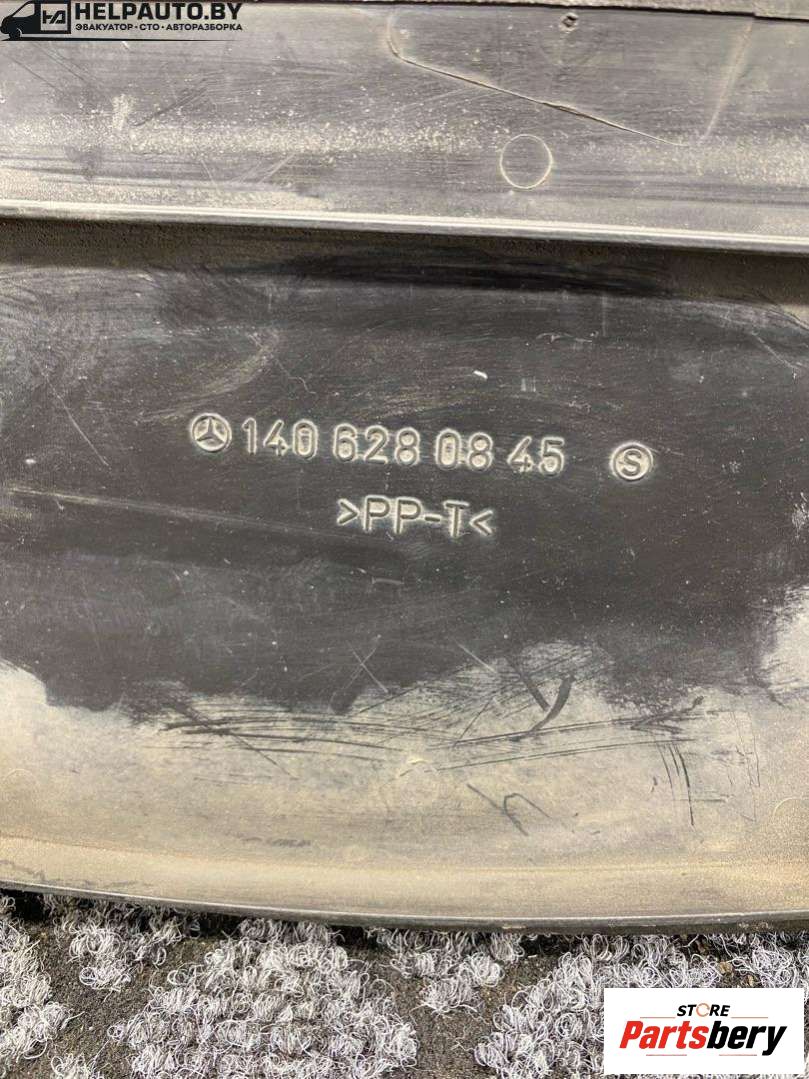 HELPAUTO.BY
ЭВАКУАТОР•СТО•АВТОРАЗБОРКА
140 628 08 45 S
>PP-T<
STORE
Partsbery